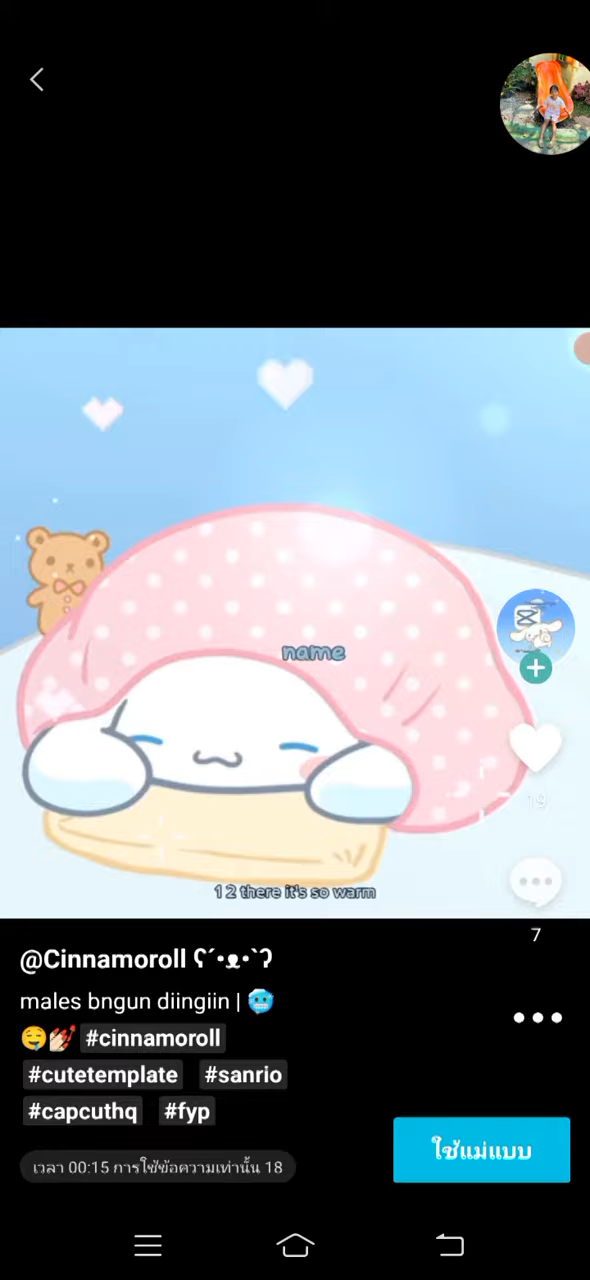 name
19
1 2 there it's so warm
7
@Cinnamoroll ʕ´•ᴥ•`ʔ
males bngun diingiin | 🥶
🤤💅🏻 #cinnamoroll
#cutetemplate #sanrio
#capcuthq #fyp
เวลา 00:15 การใช้ข้อความเท่านั้น 18
ใช้แม่แบบ